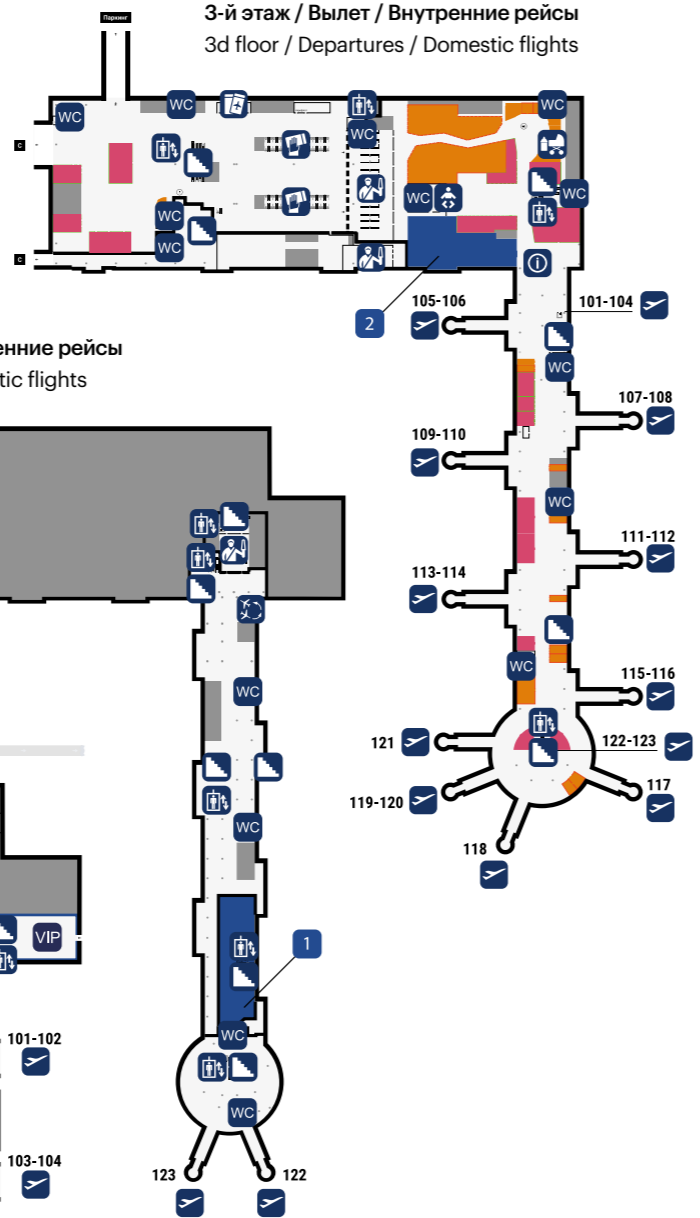 3-й этаж / Вылет / Внутренние рейсы
3d floor / Departures / Domestic flights
Паркинг
WC
WC
WC
WC
C
WC
WC
WC
WC
C
i
2
105-106
101-104
WC
107-108
109-110
WC
111-112
113-114
WC
115-116
121
122-123
119-120
117
118
енние рейсы
tic flights
WC
WC
1
VIP
WC
101-102
WC
103-104
123
122